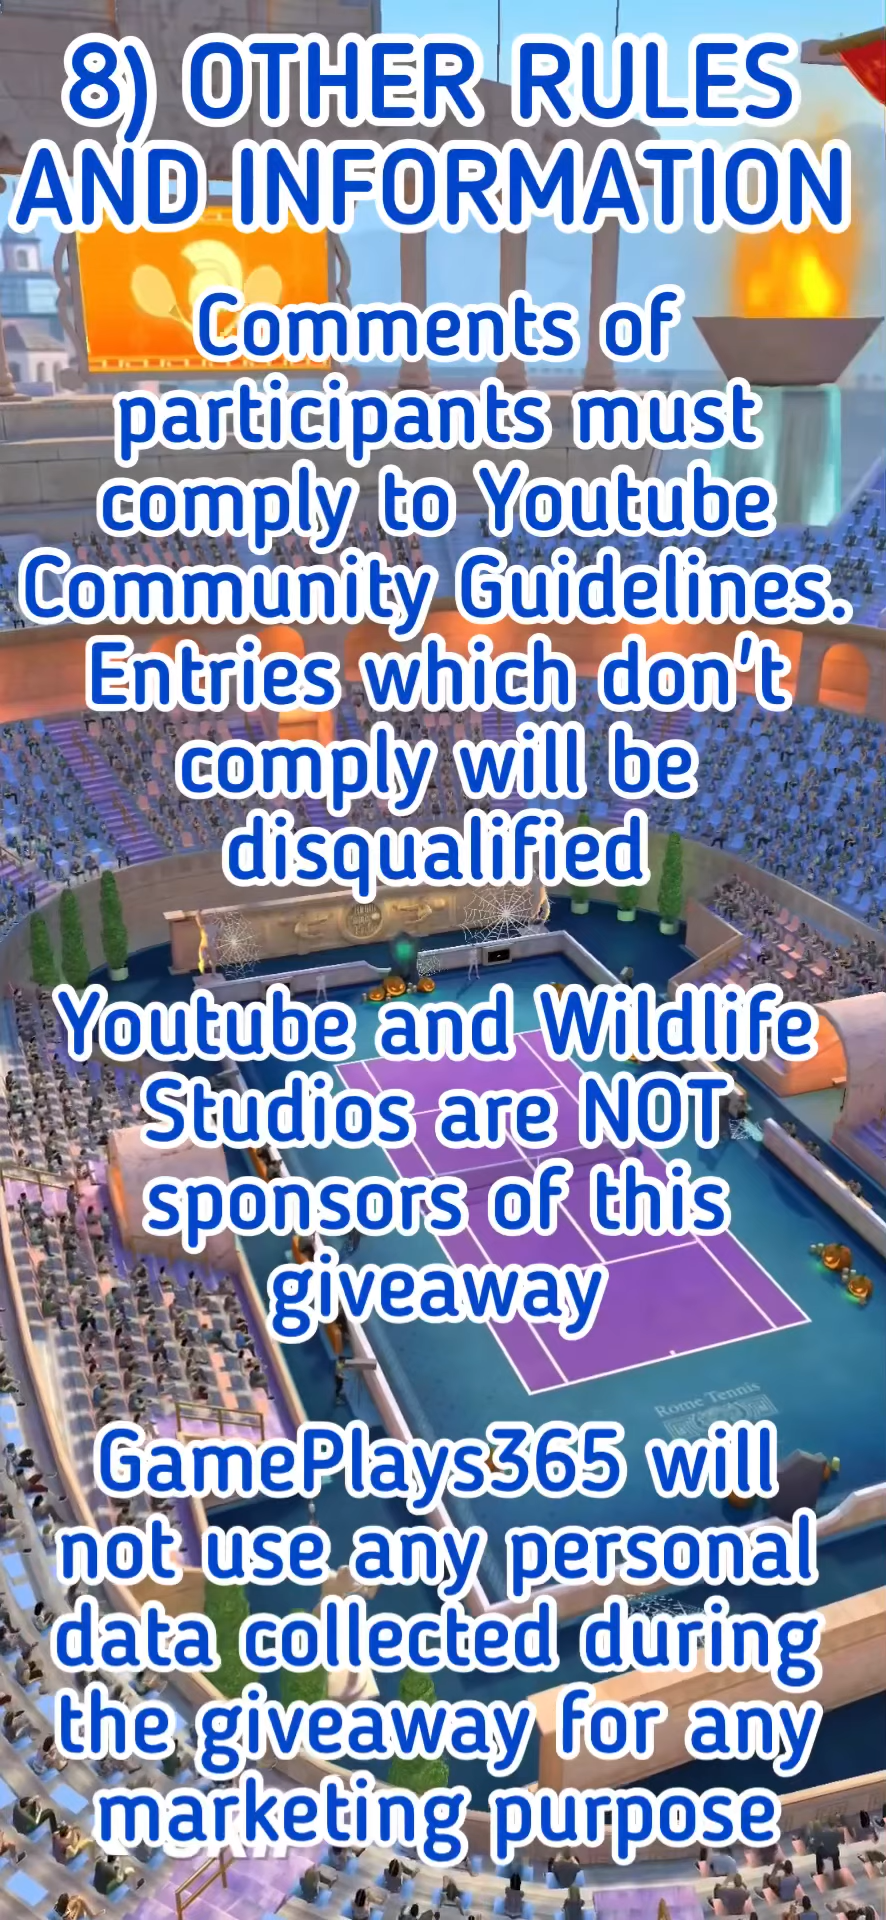 8) OTHER RULES
AND INFORMATION
Comments of
participants must
comply to Youtube
Community Guidelines.
Entries which don't
comply will be
disqualified
Youtube and Wildlife
Studios are NOT
sponsors of this
giveaway
Rome Tennis
GamePlays365 will
not use any personal
data collected during
the giveaway for any
marketing purpose